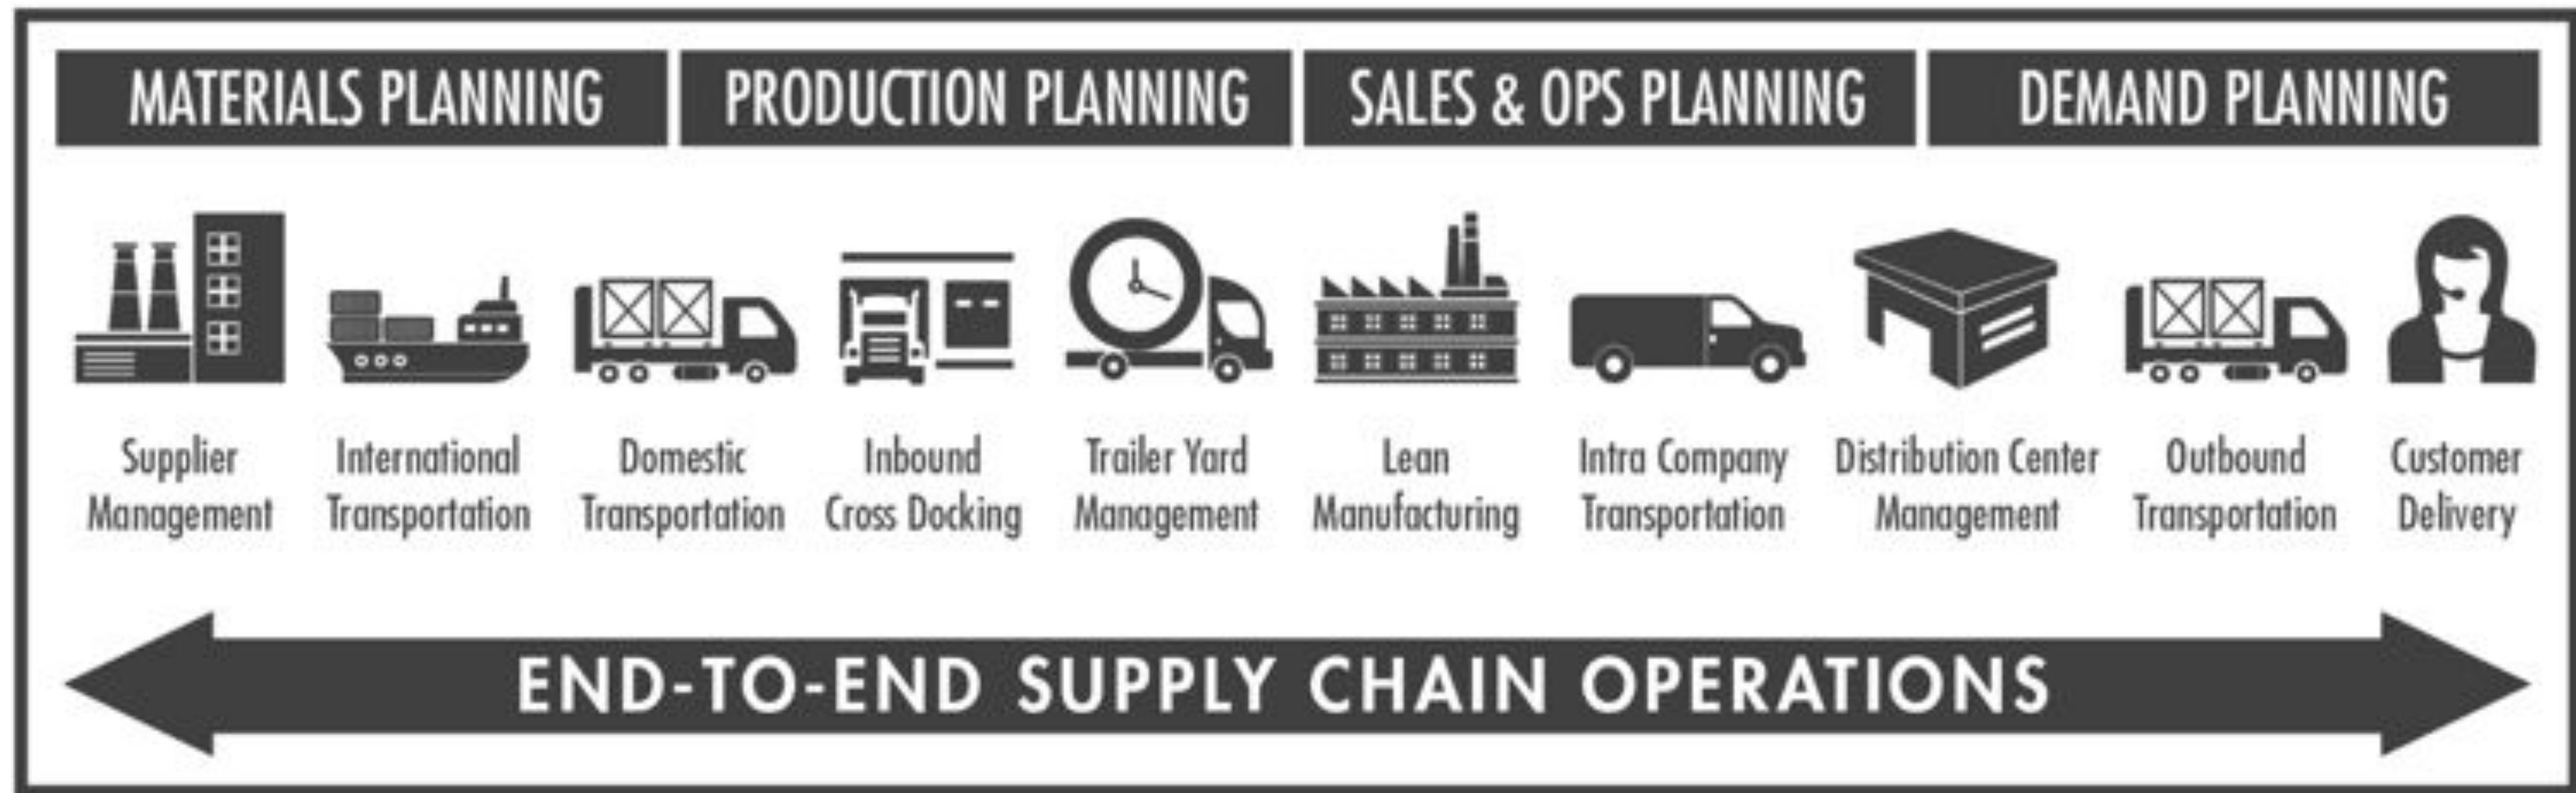 MATERIALS PLANNING
PRODUCTION PLANNING
SALES & OPS PLANNING
DEMAND PLANNING
Supplier
Management
International
Transportation
Domestic
Transportation
Inbound
Cross Docking
Trailer Yard
Management
Lean
Manufacturing
Intra Company
Transportation
Distribution Center
Management
Outbound
Transportation
Customer
Delivery
END-TO-END SUPPLY CHAIN OPERATIONS